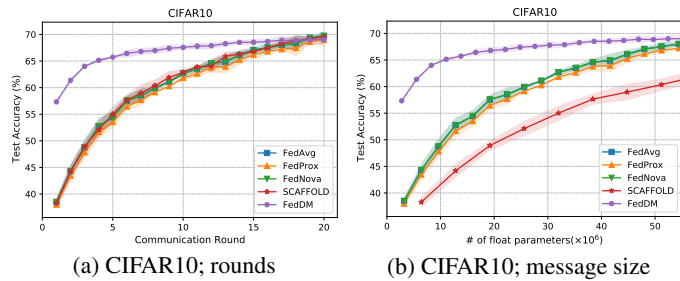 CIFAR10
70
65
60
55
50
45
40
Test Accuracy (%)
FedAvg
FedProx
FedNova
SCAFFOLD
FedDM
0 5 10 15 20
Communication Round
(a) CIFAR10; rounds
CIFAR10
70
65
60
55
50
45
40
Test Accuracy (%)
FedAvg
FedProx
FedNova
SCAFFOLD
FedDM
0 10 20 30 40 50
# of float parameters(×10⁶)
(b) CIFAR10; message size